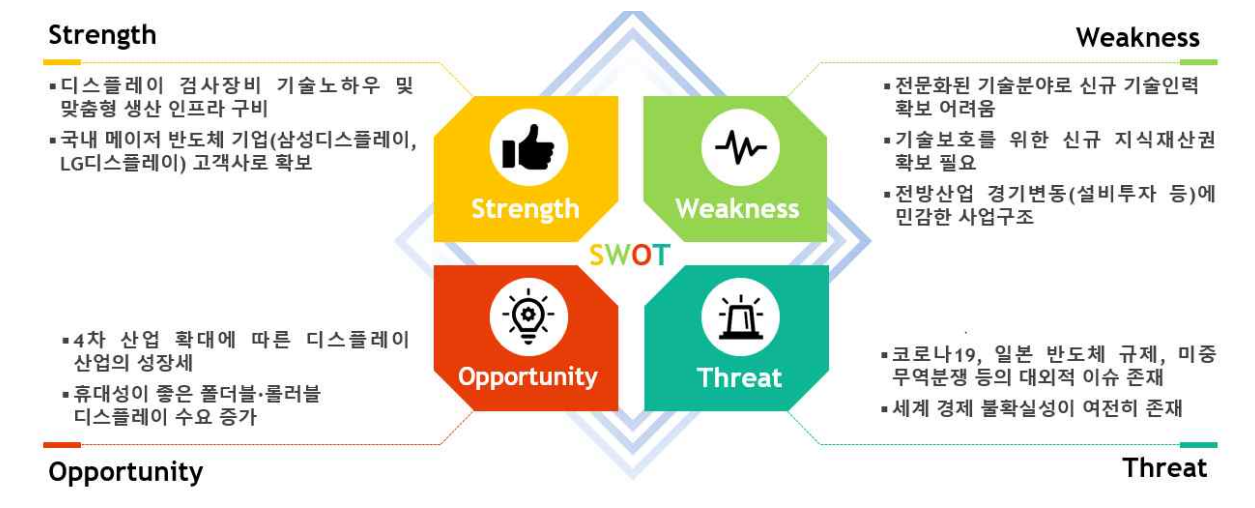 Strength
▪디스플레이 검사장비 기술노하우 및
맞춤형 생산 인프라 구비
▪국내 메이저 반도체 기업(삼성디스플레이,
LG디스플레이) 고객사로 확보
Weakness
▪전문화된 기술분야로 신규 기술인력
확보 어려움
▪기술보호를 위한 신규 지식재산권
확보 필요
▪전방산업 경기변동(설비투자 등)에
민감한 사업구조
Strength
Weakness
SWOT
Opportunity
Threat
▪4차 산업 확대에 따른 디스플레이
산업의 성장세
▪휴대성이 좋은 폴더블·롤러블
디스플레이 수요 증가
Opportunity
▪코로나19, 일본 반도체 규제, 미중
무역분쟁 등의 대외적 이슈 존재
▪세계 경제 불확실성이 여전히 존재
Threat